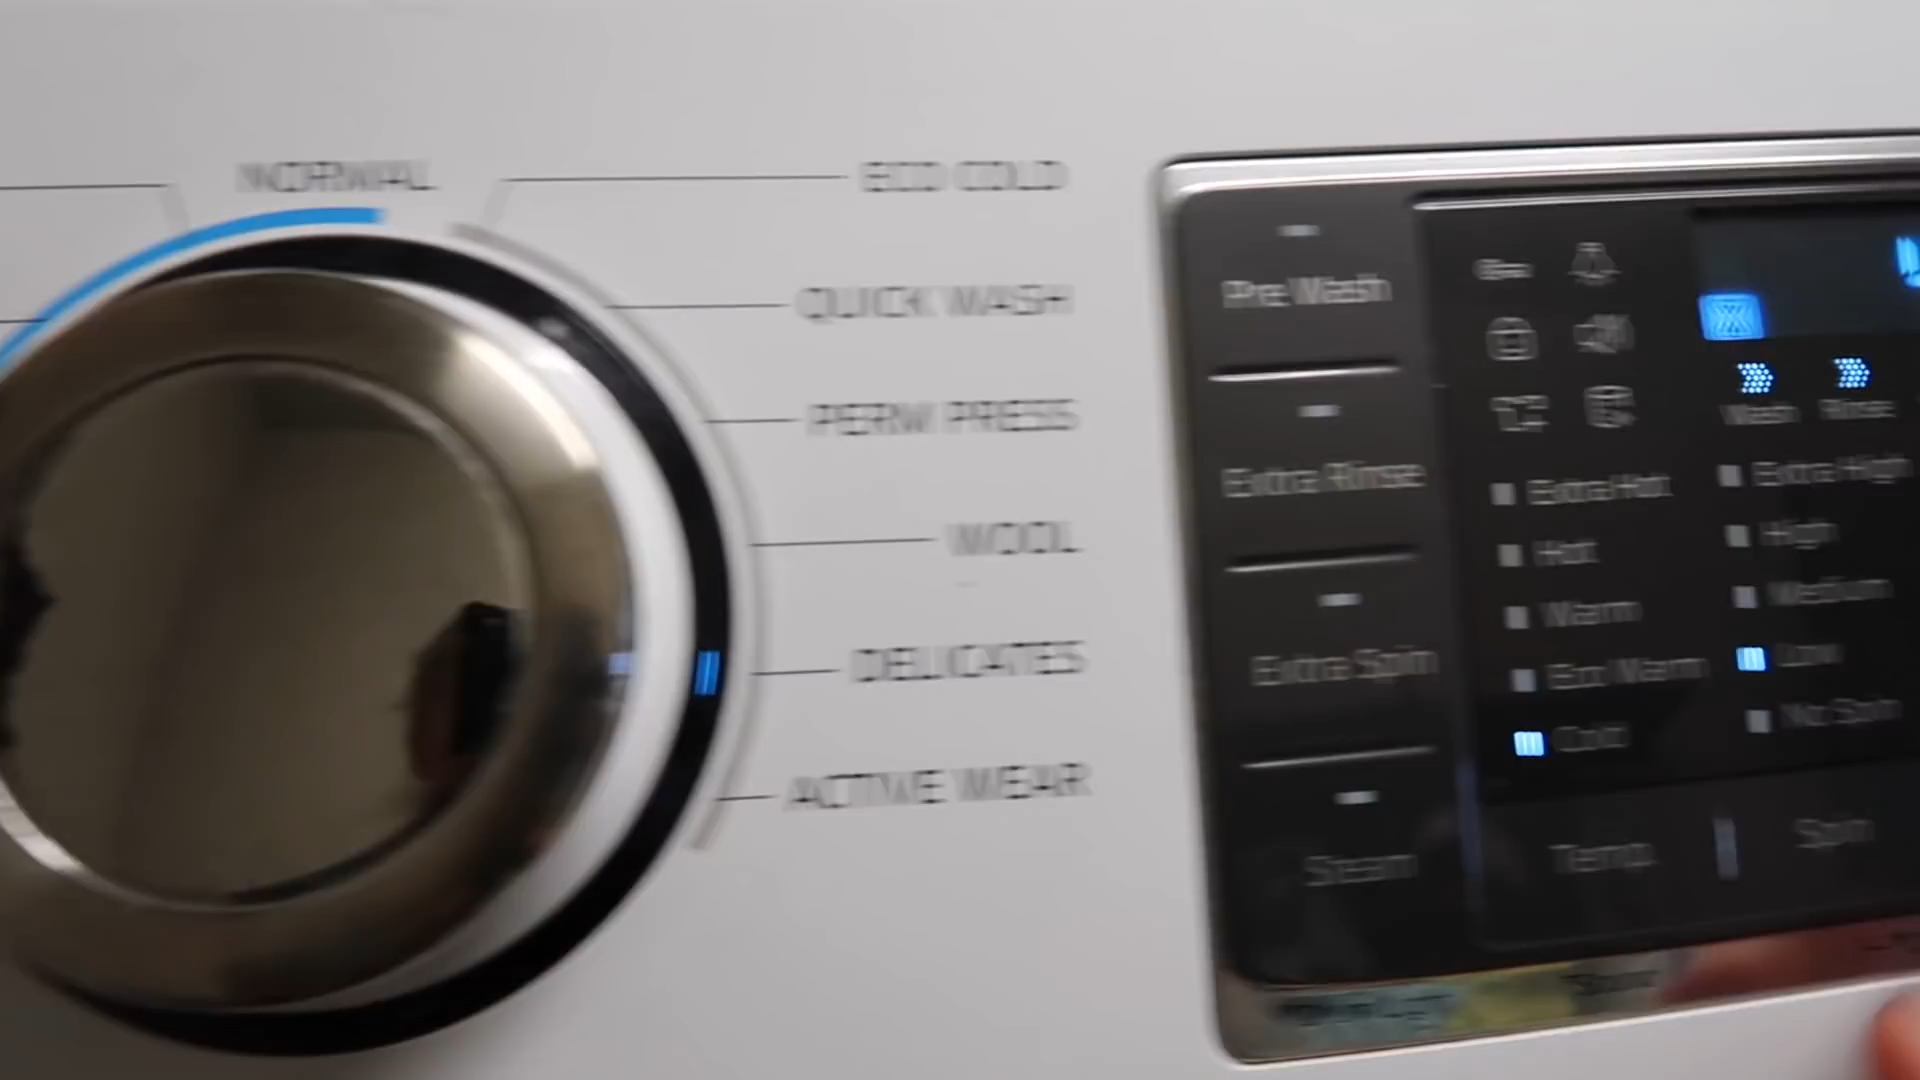 NORMAL
ECO COLD
QUICK WASH
PERM PRESS
WOOL
DELICATES
ACTIVE WEAR
Pre Wash
Extra Rinse
Extra Spin
Steam
Wash Rinse
Extra Hot
Hot
Warm
Eco Warm
Cold
Temp.
Extra High
High
Medium
Low
No Spin
Spin